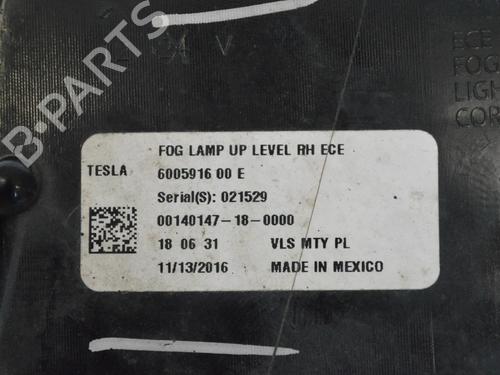 24 V
ECE
FOG
LIGH
COR
FOG LAMP UP LEVEL RH ECE
TESLA 6005916 00 E
Serial(S): 021529
00140147-18-0000
18 06 31 VLS MTY PL
11/13/2016 MADE IN MEXICO
B-PARTS